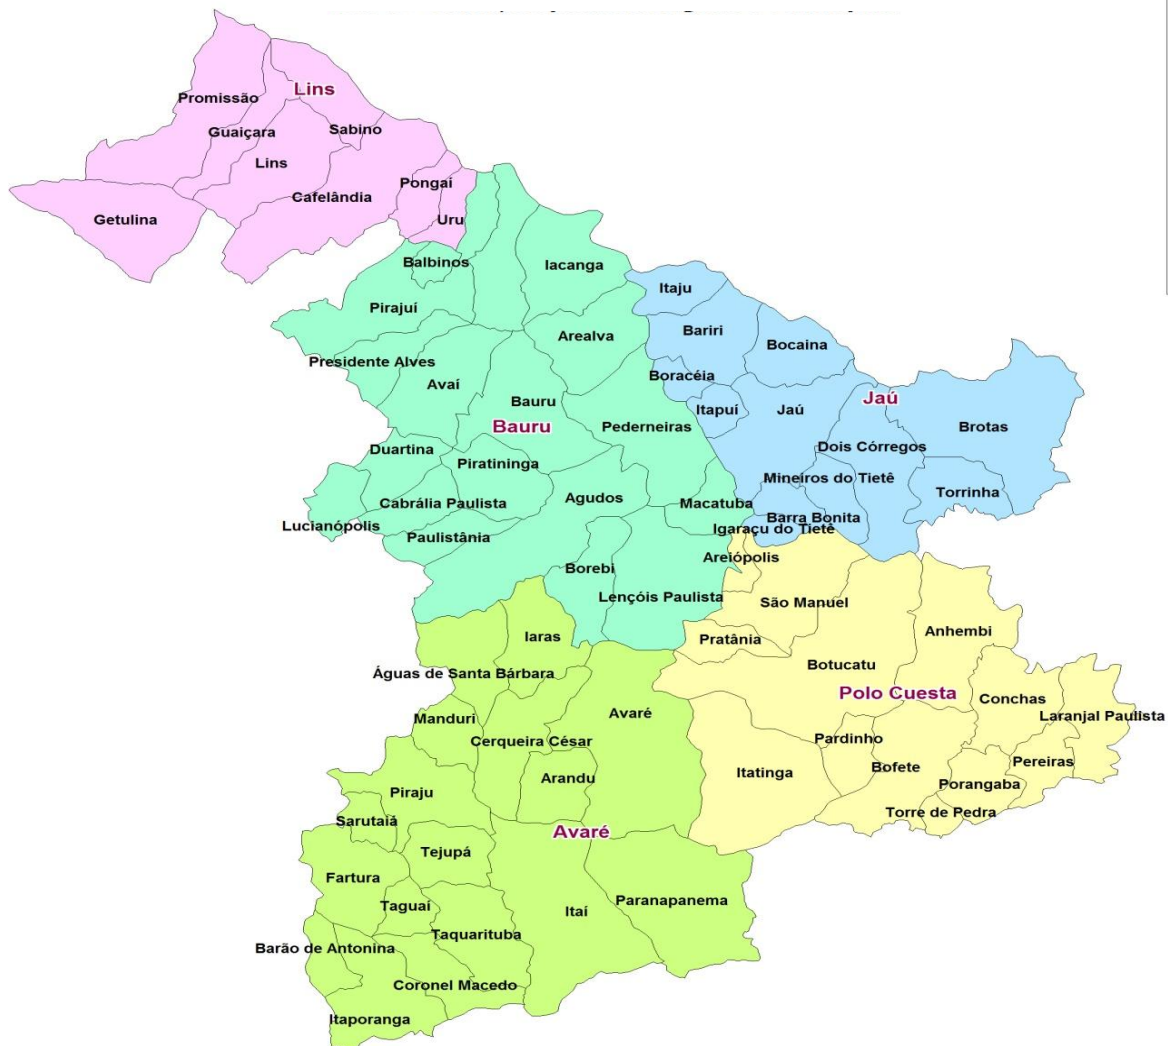 Lins
Promissão
Guaiçara
Sabino
Lins
Pongaí
Cafelândia
Getulina
Uru
Balbinos
Iacanga
Itaju
Pirajuí
Bariri
Arealva
Bocaina
Presidente Alves
Boracéia
Avaí
Jaú
Bauru
Itapuí
Jaú
Bauru
Pederneiras
Brotas
Dois Córregos
Duartina
Piratininga
Mineiros do Tietê
Torrinha
Agudos
Cabrália Paulista
Macatuba
Barra Bonita
Lucianópolis
Igaraçu do Tietê
Paulistânia
Areiópolis
Borebi
Lençóis Paulista
São Manuel
Anhembi
Iaras
Pratânia
Botucatu
Águas de Santa Bárbara
Polo Cuesta
Conchas
Avaré
Laranjal Paulista
Manduri
Cerqueira César
Pardinho
Pereiras
Itatinga
Bofete
Arandu
Porangaba
Piraju
Torre de Pedra
Sarutaiá
Avaré
Tejupá
Fartura
Paranapanema
Taguaí
Itaí
Taquarituba
Barão de Antonina
Coronel Macedo
Itaporanga